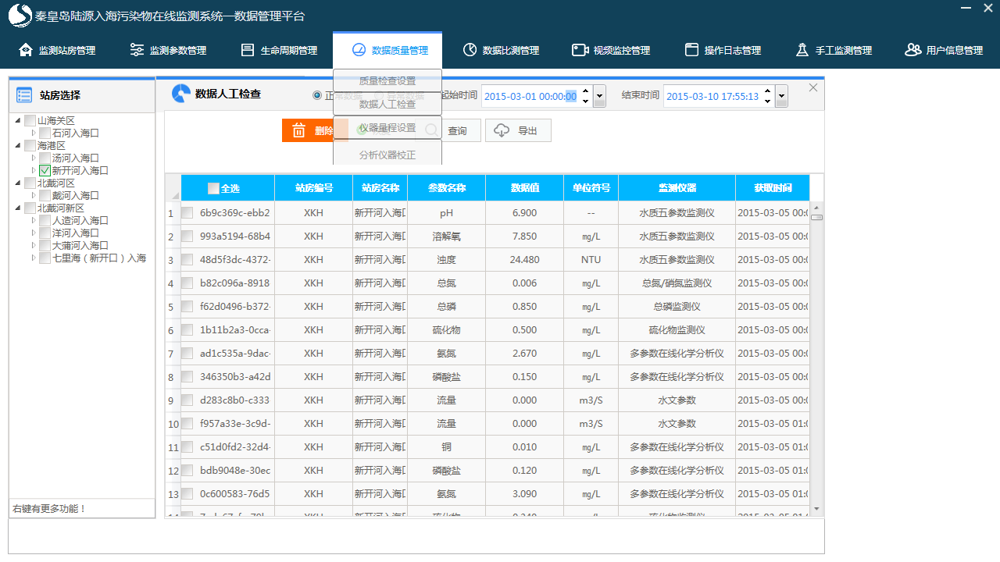 秦皇岛陆源入海污染物在线监测系统—数据管理平台
监测站房管理 监测参数管理 生命周期管理 数据质量管理 数据比测管理 视频监控管理 操作日志管理 手工监测管理 用户信息管理
质量检查设置
数据人工检查
仪器量程设置
分析仪器校正
站房选择
山海关区
石河入海口
海港区
汤河入海口
新开河入海口
北戴河区
戴河入海口
北戴河新区
人造河入海口
洋河入海口
大蒲河入海口
七里海（新开口）入海
右键有更多功能！
数据人工检查 正常数据 异常数据 起始时间 2015-03-01 00:00:00 结束时间 2015-03-10 17:55:13
删除 查询 导出
全选 站房编号 站房名称 参数名称 数据值 单位符号 监测仪器 获取时间
1 6b9c369c-ebb2 XKH 新开河入海 pH 6.900 -- 水质五参数监测仪 2015-03-05 00:
2 993a5194-68b4 XKH 新开河入海 溶解氧 7.850 mg/L 水质五参数监测仪 2015-03-05 00:
3 48d5f3dc-4372- XKH 新开河入海 浊度 24.480 NTU 水质五参数监测仪 2015-03-05 00:
4 b82c096a-8918 XKH 新开河入海 总氮 0.006 mg/L 总氮/硝氮监测仪 2015-03-05 00:
5 f62d0496-b372- XKH 新开河入海 总磷 0.850 mg/L 总磷监测仪 2015-03-05 00:
6 1b11b2a3-0cca- XKH 新开河入海 硫化物 0.500 mg/L 硫化物监测仪 2015-03-05 00:
7 ad1c535a-9dac- XKH 新开河入海 氨氮 2.670 mg/L 多参数在线化学分析仪 2015-03-05 00:
8 346350b3-a42d XKH 新开河入海 磷酸盐 0.150 mg/L 多参数在线化学分析仪 2015-03-05 00:
9 d283c8b0-c333 XKH 新开河入海 流量 0.000 m3/S 水文参数 2015-03-05 00:
10 f957a33e-3c9d- XKH 新开河入海 流量 0.000 m3/S 水文参数 2015-03-05 00:
11 c51d0fd2-32d4- XKH 新开河入海 铜 0.010 mg/L 多参数在线化学分析仪 2015-03-05 01:
12 bdb9048e-30ec XKH 新开河入海 磷酸盐 0.120 mg/L 多参数在线化学分析仪 2015-03-05 01:
13 0c600583-76d5 XKH 新开河入海 氨氮 3.090 mg/L 多参数在线化学分析仪 2015-03-05 01: